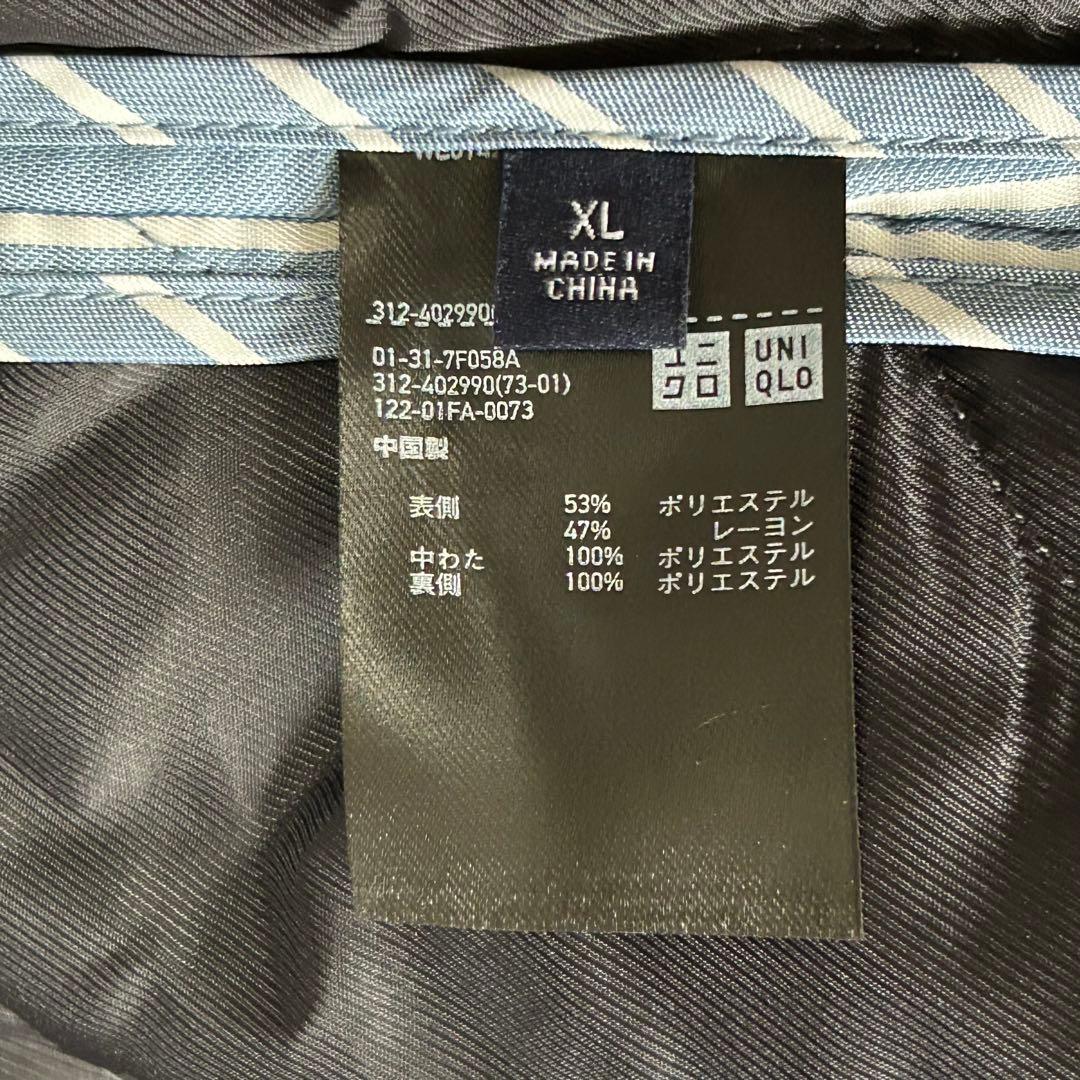 XL
MADE IN
CHINA
312-402990
01-31-7F058A
312-402990(73-01)
122-01FA-0073
中国製
ユニ
クロ
UNI
QLO
表側 53% ポリエステル
47% レーヨン
中わた 100% ポリエステル
裏側 100% ポリエステル